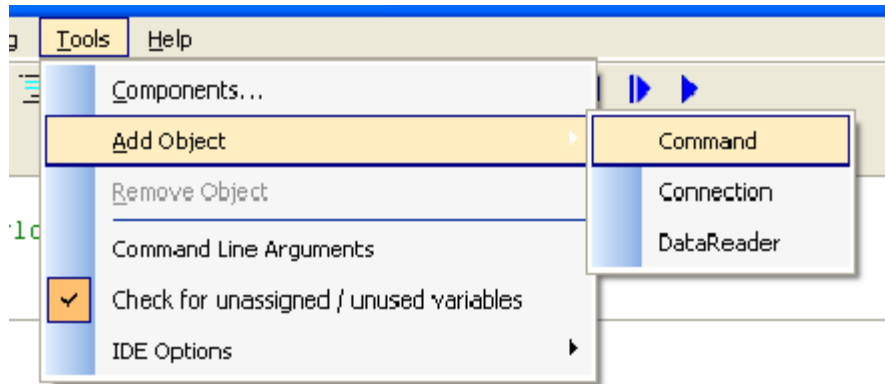 g Tools Help
Components...
Add Object
Command
Remove Object
Connection
DataReader
rld
Command Line Arguments
Check for unassigned / unused variables
IDE Options